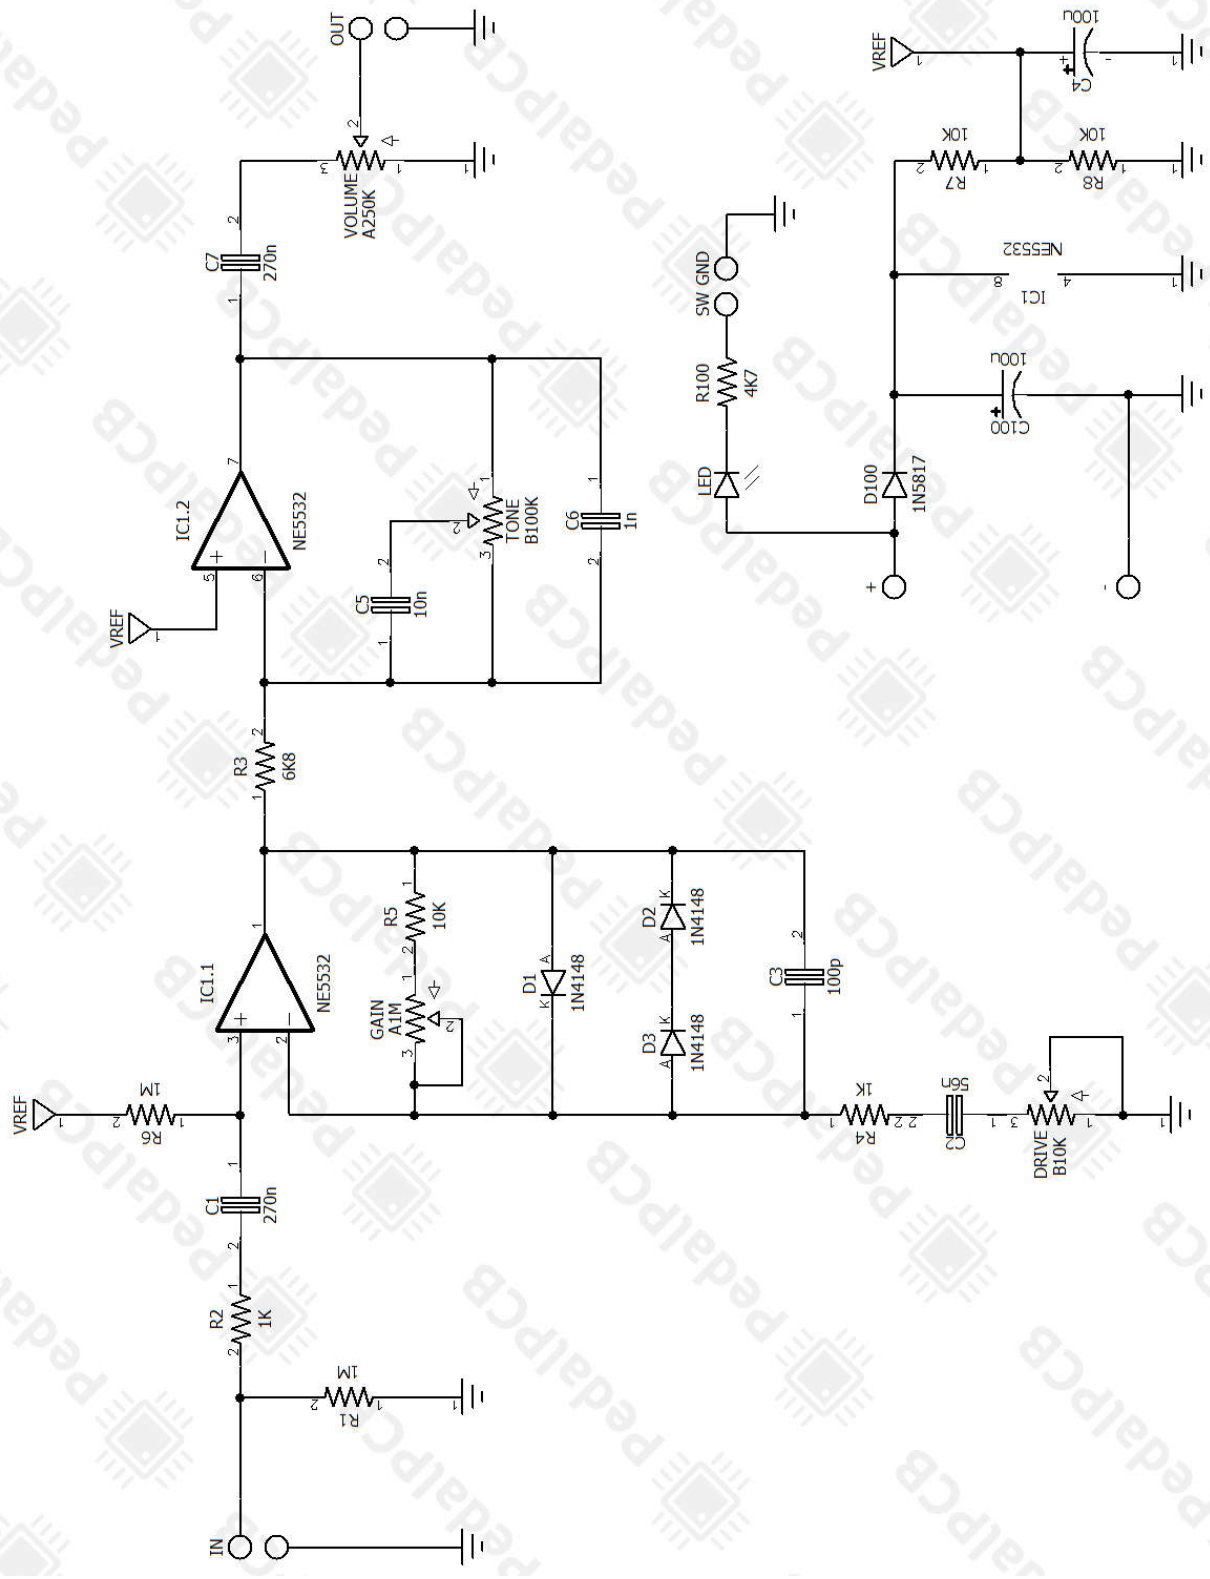 IN
R1
1M
R2
1K
C1
270n
VREF
R6
1M
IC1.1
NE5532
GAIN
A1M
R5
10K
D1
1N4148
D3
1N4148
D2
1N4148
C3
100p
R4
1K
C2
56n
DRIVE
B10K
R3
6K8
VREF
IC1.2
NE5532
C5
10n
TONE
B100K
C6
1n
C7
270n
VOLUME
A250K
OUT
+
-
LED
R100
4K7
SW
GND
D100
1N5817
C100
100u
IC1
NE5532
R7
10K
R8
10K
VREF
C4
100u
PedalPCB